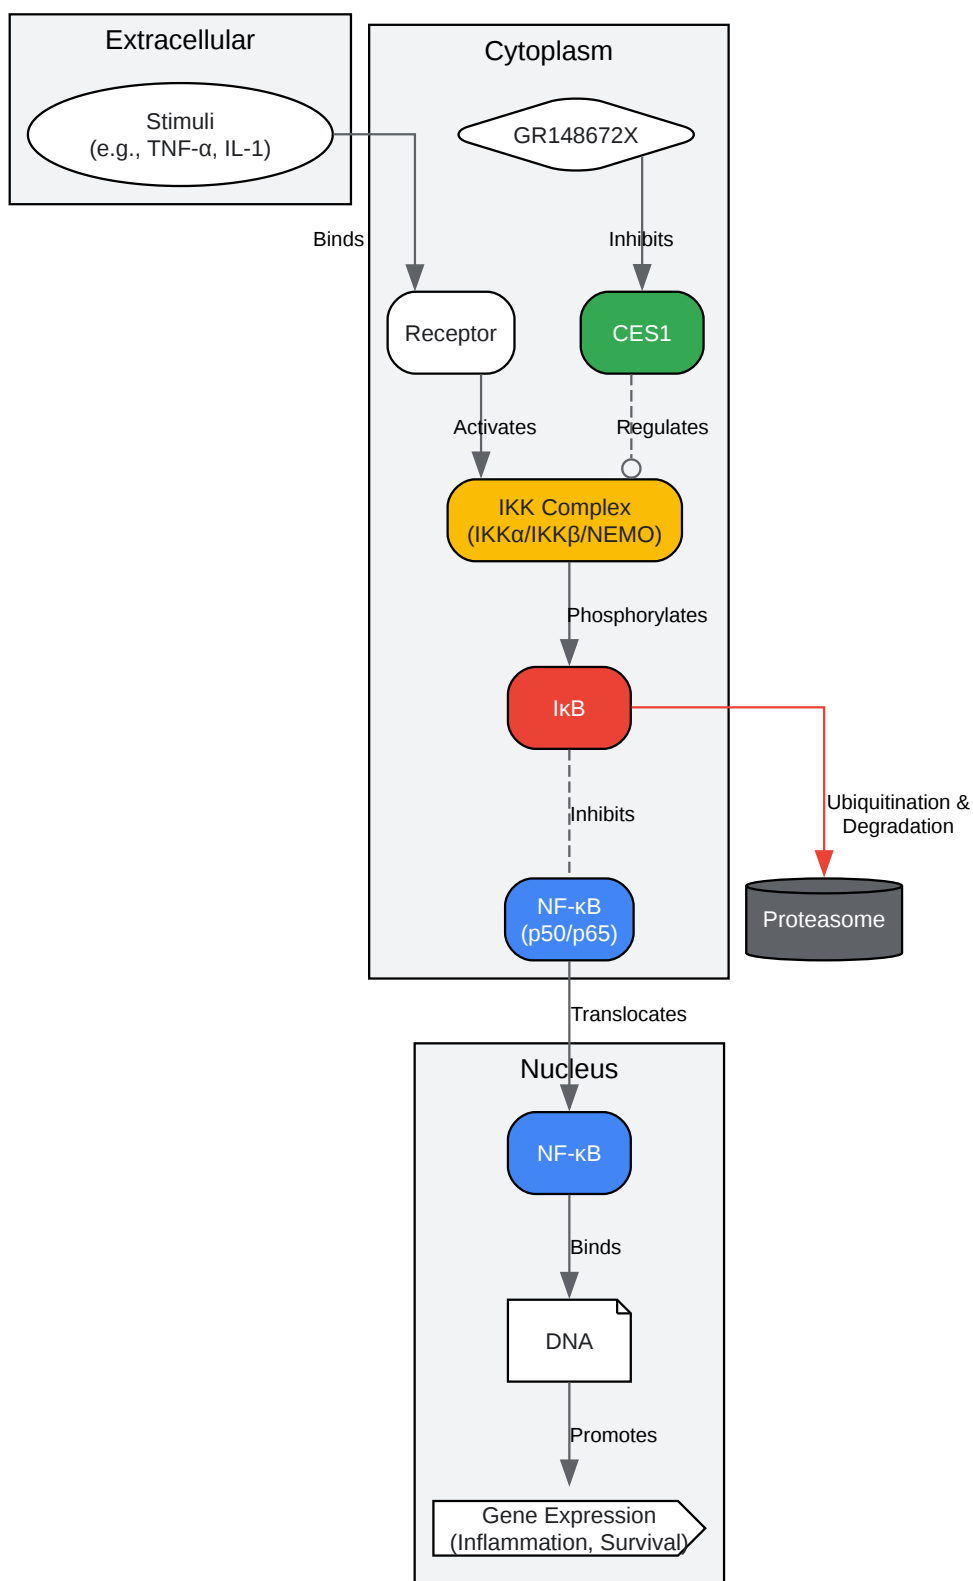 Extracellular
Stimuli
(e.g., TNF-α, IL-1)
Cytoplasm
GR148672X
Binds
Inhibits
Receptor
CES1
Activates
Regulates
IKK Complex
(IKKα/IKKβ/NEMO)
Phosphorylates
IκB
Ubiquitination &
Degradation
Inhibits
NF-κB
(p50/p65)
Proteasome
Translocates
Nucleus
NF-κB
Binds
DNA
Promotes
Gene Expression
(Inflammation, Survival)